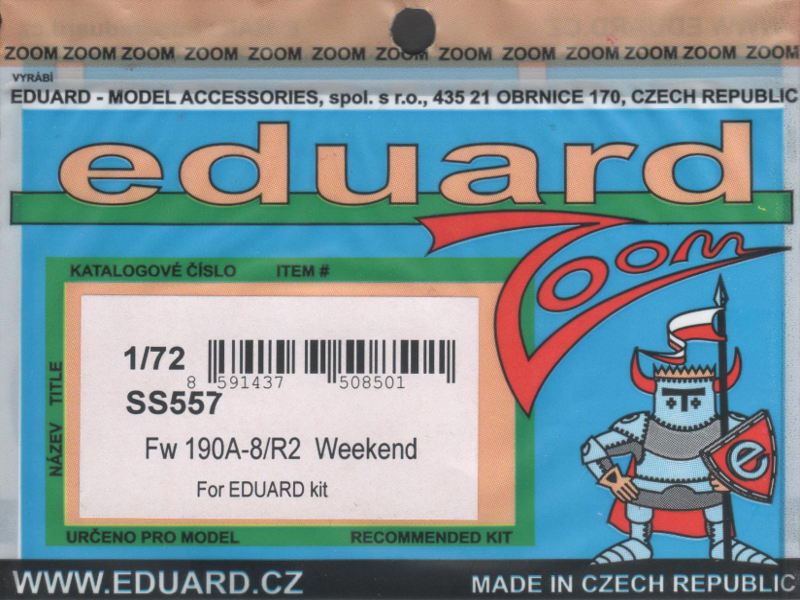 ZOOM ZOOM ZOOM ZOOM ZOOM ZOOM ZOOM ZOOM ZOOM ZOOM ZOOM ZOOM ZOOM
VYRÁBÍ
EDUARD - MODEL ACCESSORIES, spol. s r.o., 435 21 OBRNICE 170, CZECH REPUBLIC
eduard
Zoom
KATALOGOVÉ ČÍSLO ITEM #
1/72
8 591437 508501
SS557
NÁZEV TITLE
Fw 190A-8/R2 Weekend
For EDUARD kit
e
URČENO PRO MODEL RECOMMENDED KIT
WWW.EDUARD.CZ MADE IN CZECH REPUBLIC